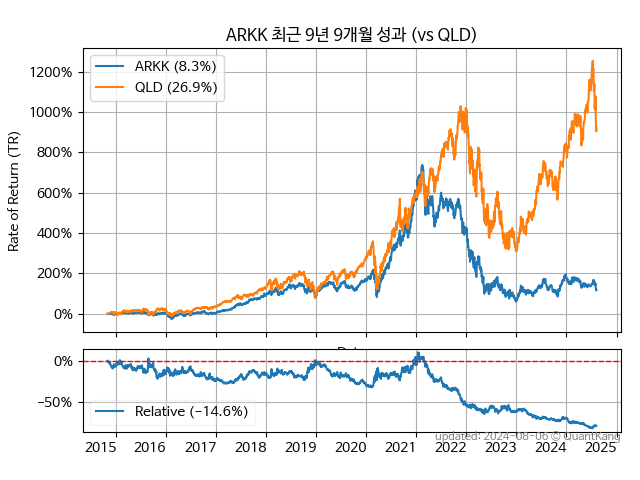 ARKK 최근 9년 9개월 성과 (vs QLD)
ARKK (8.3%)
QLD (26.9%)
Rate of Return (TR)
1200%
1000%
800%
600%
400%
200%
0%
0%
−50%
Relative (−14.6%)
updated: 2024-08-06 © QuantKang
2015 2016 2017 2018 2019 2020 2021 2022 2023 2024 2025